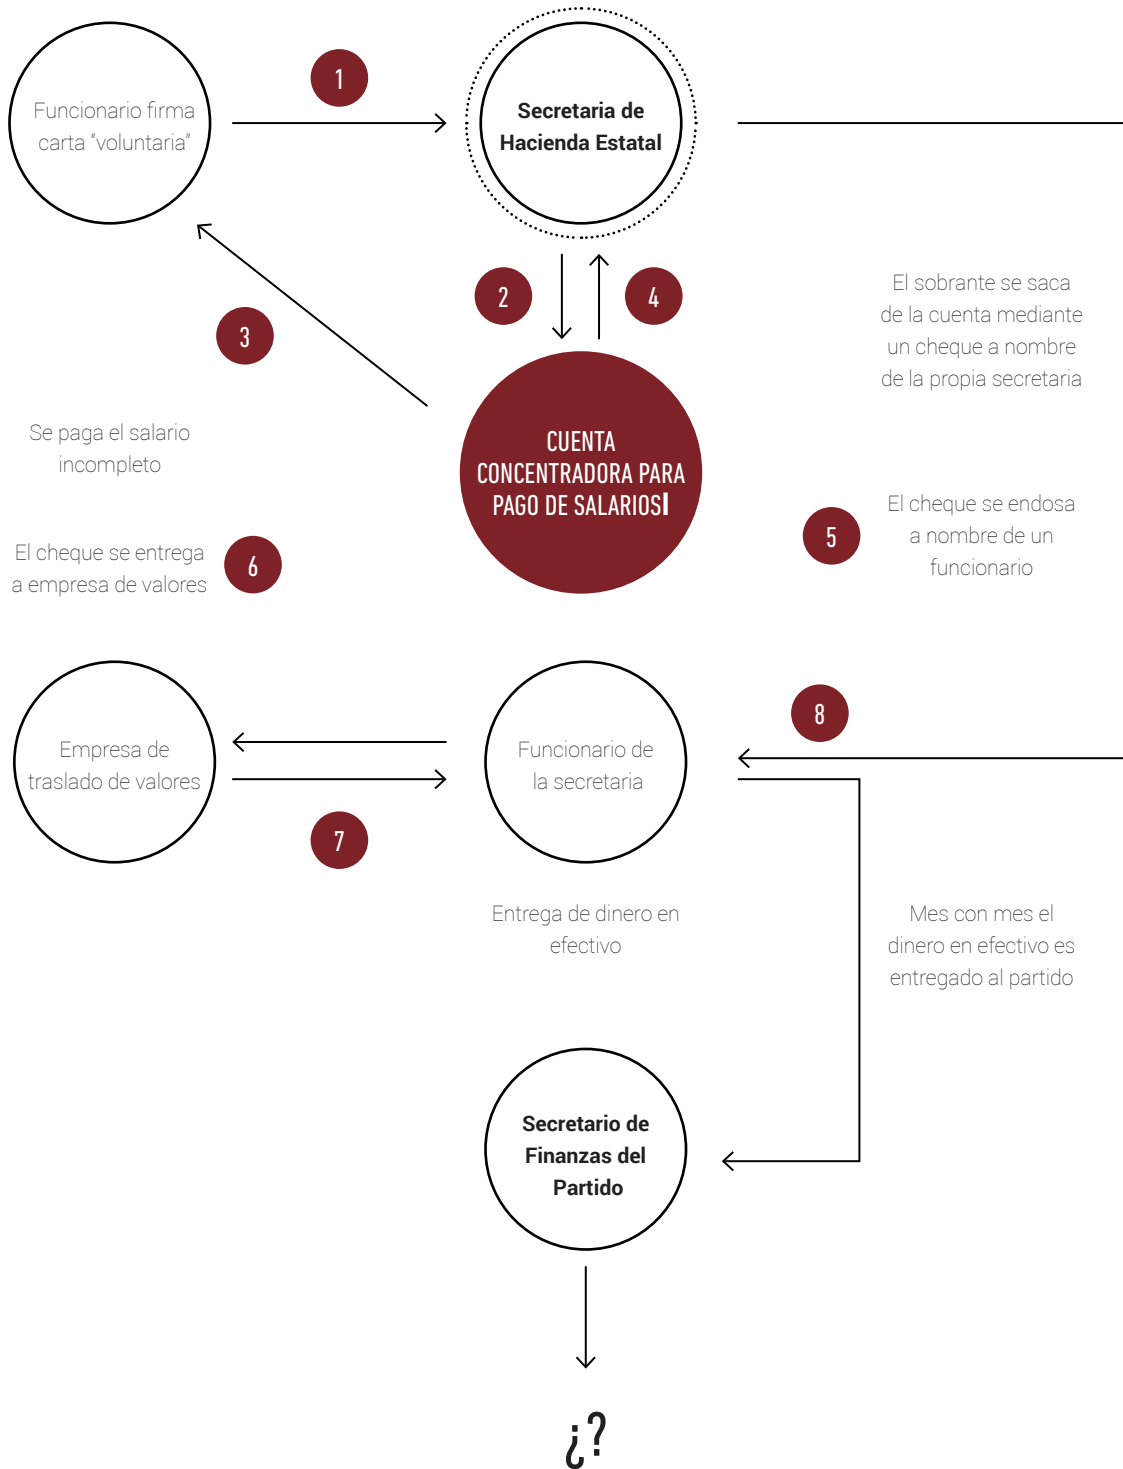 1
Funcionario firma
carta "voluntaria"
Secretaria de
Hacienda Estatal
2
4
3
El sobrante se saca
de la cuenta mediante
un cheque a nombre
de la propia secretaria
Se paga el salario
incompleto
CUENTA
CONCENTRADORA PARA
PAGO DE SALARIOS
El cheque se endosa
a nombre de un
funcionario
5
El cheque se entrega
a empresa de valores
6
8
Empresa de
traslado de valores
Funcionario de
la secretaria
7
Entrega de dinero en
efectivo
Mes con mes el
dinero en efectivo es
entregado al partido
Secretario de
Finanzas del
Partido
¿?